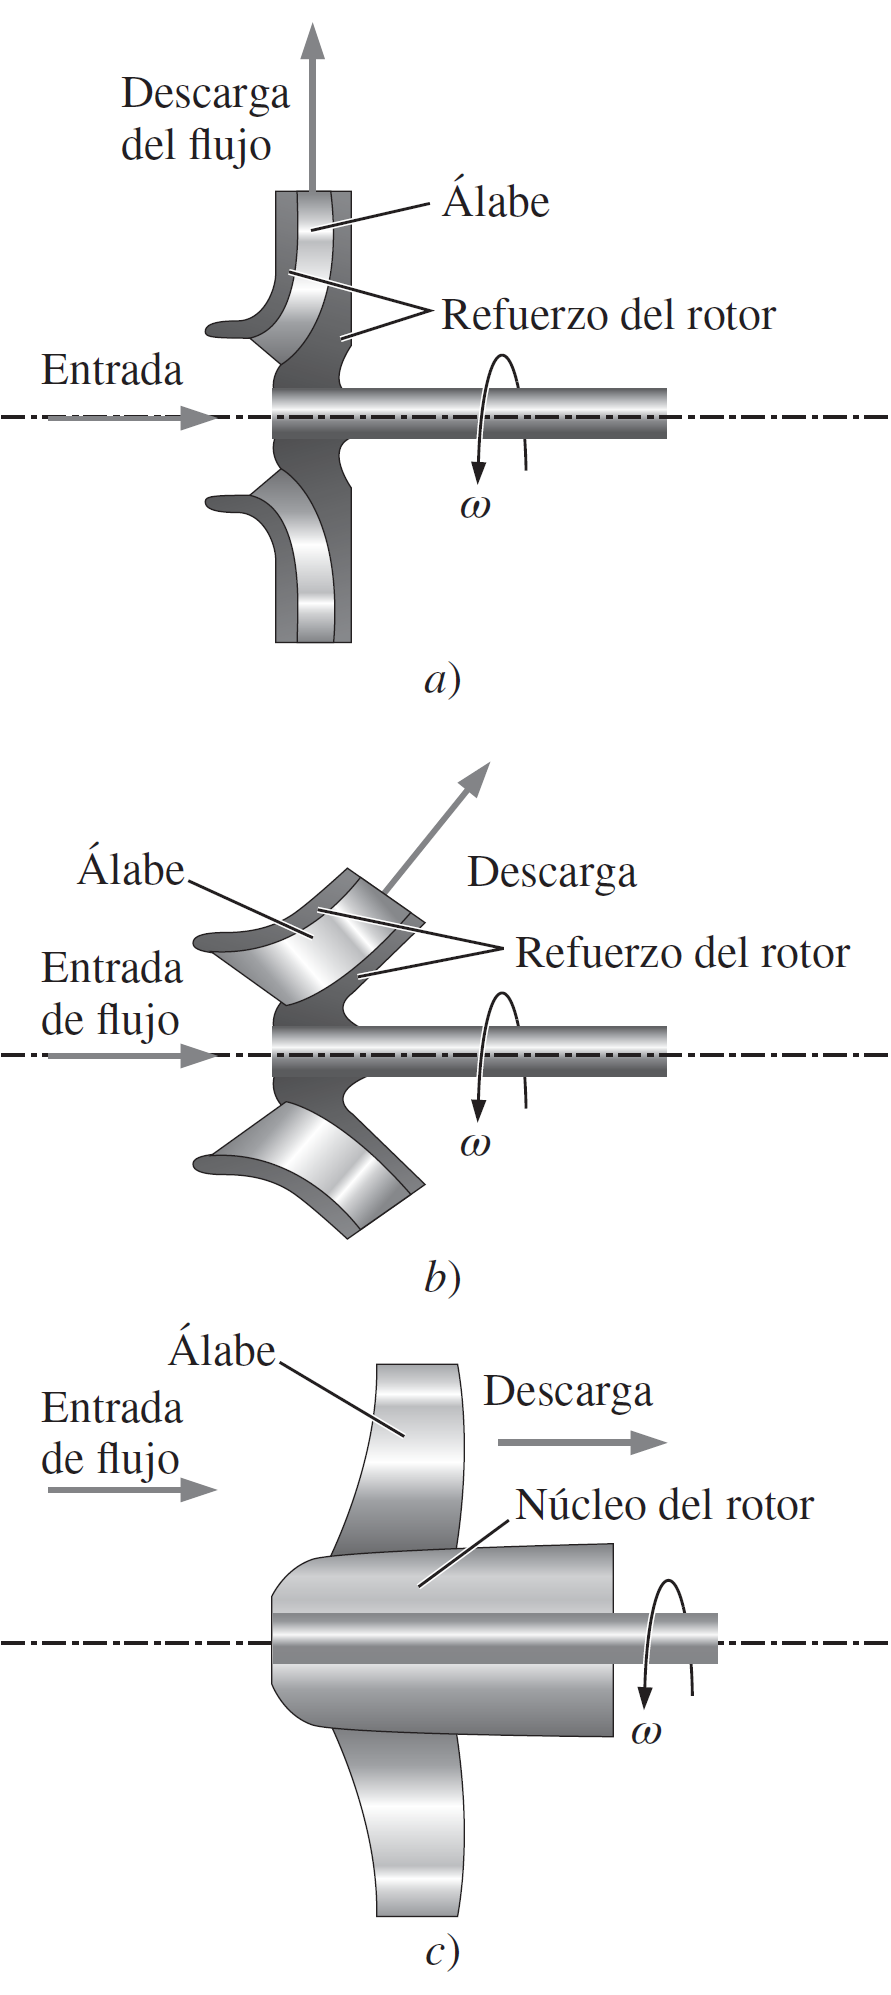 Descarga
del flujo
Álabe
Refuerzo del rotor
Entrada
ω
a)
Álabe
Descarga
Entrada
de flujo
Refuerzo del rotor
ω
b)
Álabe
Entrada
de flujo
Descarga
Núcleo del rotor
ω
c)